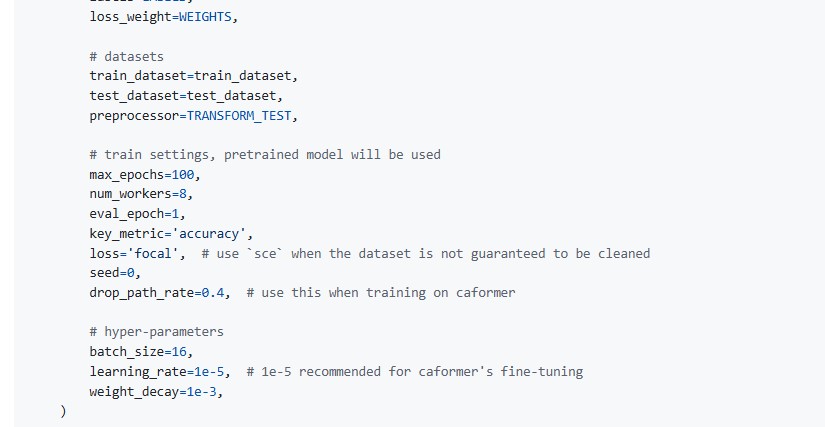 loss_weight=WEIGHTS,
# datasets
train_dataset=train_dataset,
test_dataset=test_dataset,
preprocessor=TRANSFORM_TEST,
# train settings, pretrained model will be used
max_epochs=100,
num_workers=8,
eval_epoch=1,
key_metric='accuracy',
loss='focal',  # use `sce` when the dataset is not guaranteed to be cleaned
seed=0,
drop_path_rate=0.4,  # use this when training on caformer
# hyper-parameters
batch_size=16,
learning_rate=1e-5,  # 1e-5 recommended for caformer's fine-tuning
weight_decay=1e-3,
)